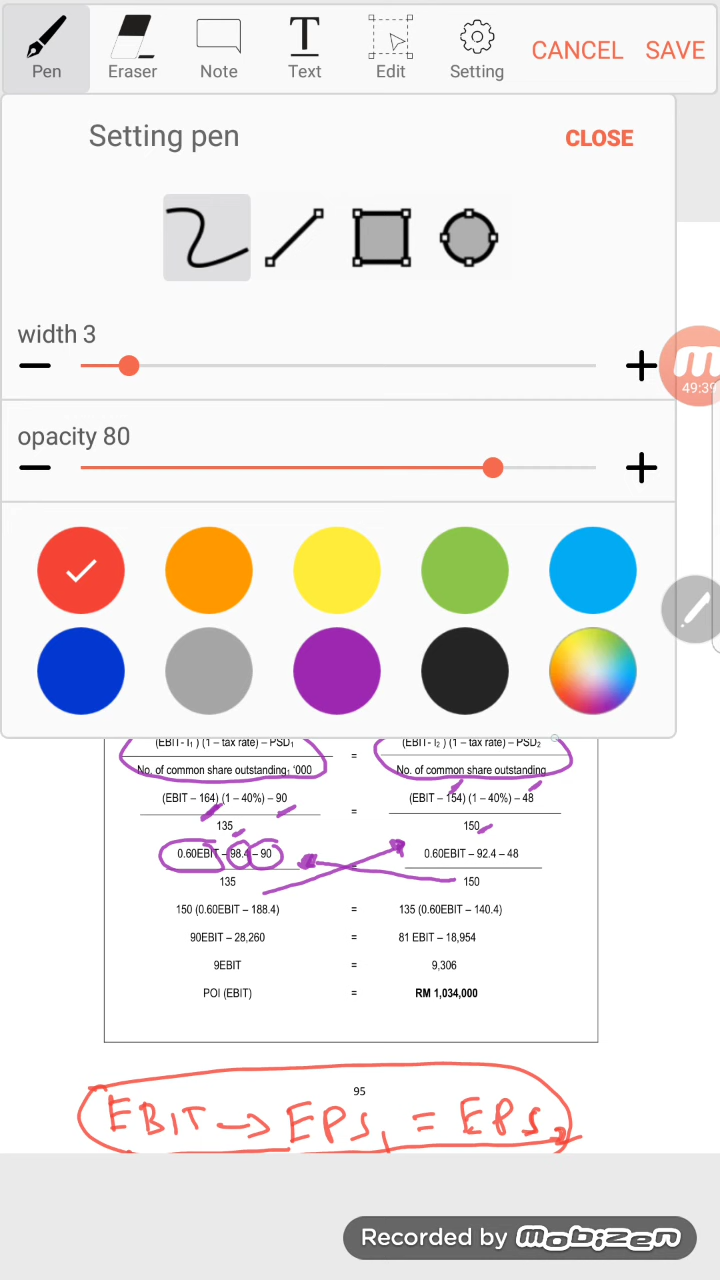 Pen Eraser Note Text Edit Setting CANCEL SAVE
Setting pen CLOSE
width 3
49:39
opacity 80
(EBIT- I₁ ) (1 – tax rate) – PSD₁ = (EBIT- I₂ ) (1 – tax rate) – PSD₂
No. of common share outstanding₁ '000 No. of common share outstanding
(EBIT – 164) (1 – 40%) – 90 = (EBIT – 154) (1 – 40%) – 48
135 150
0.60EBIT – 98.4 – 90 = 0.60EBIT – 92.4 – 48
135 150
150 (0.60EBIT – 188.4) = 135 (0.60EBIT – 140.4)
90EBIT – 28,260 = 81 EBIT – 18,954
9EBIT = 9,306
POI (EBIT) = RM 1,034,000
95
EBIT → EPS₁ = EPS₂
Recorded by mobizen